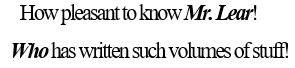 How pleasant to know Mr. Lear!
Who has written such volumes of stuff!